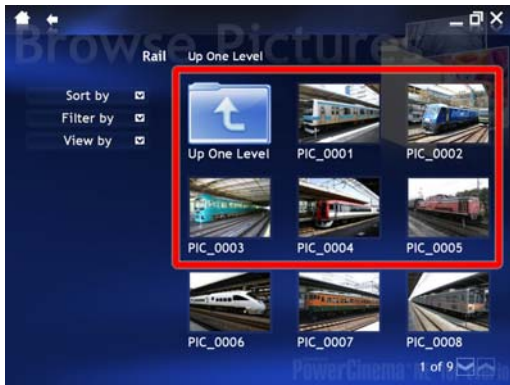 Browse Pictures
Rail
Up One Level
Sort by
Filter by
View by
Up One Level
PIC_0001
PIC_0002
PIC_0003
PIC_0004
PIC_0005
PIC_0006
PIC_0007
PIC_0008
PowerCinema
1 of 9